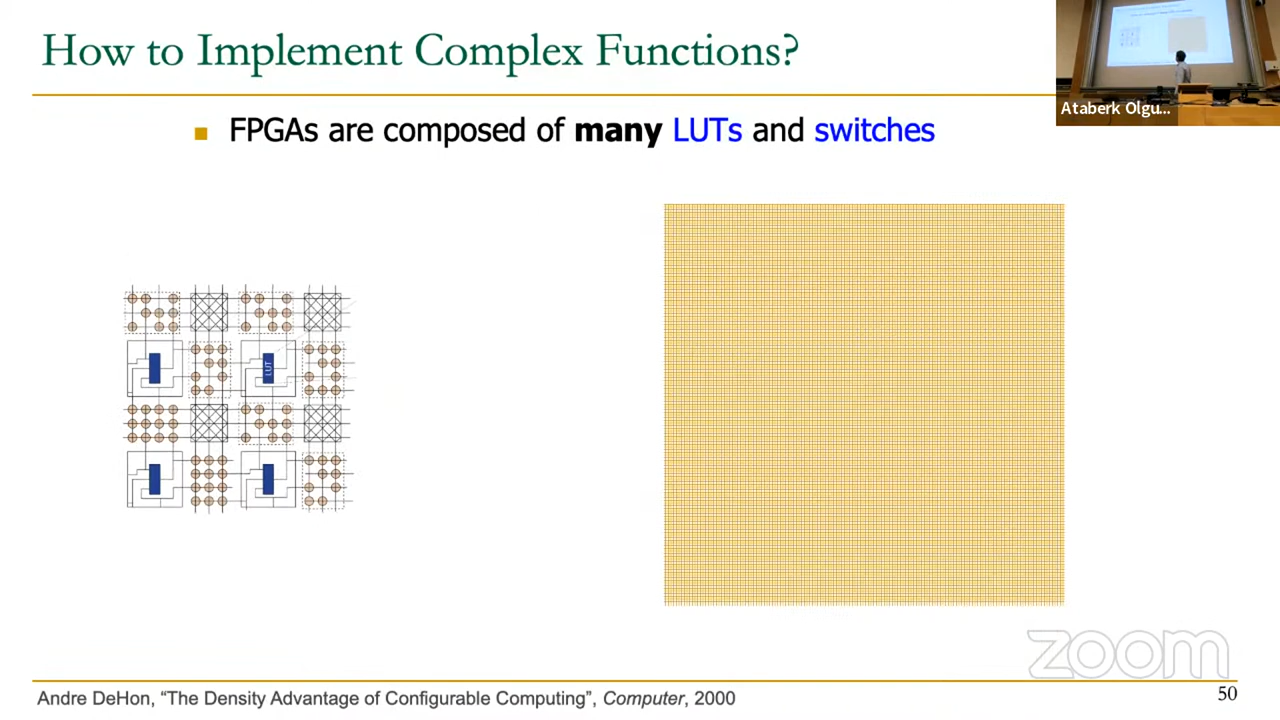 How to Implement Complex Functions?
Ataberk Olgu...
FPGAs are composed of many LUTs and switches
LUT
zoom
Andre DeHon, “The Density Advantage of Configurable Computing”, Computer, 2000
50